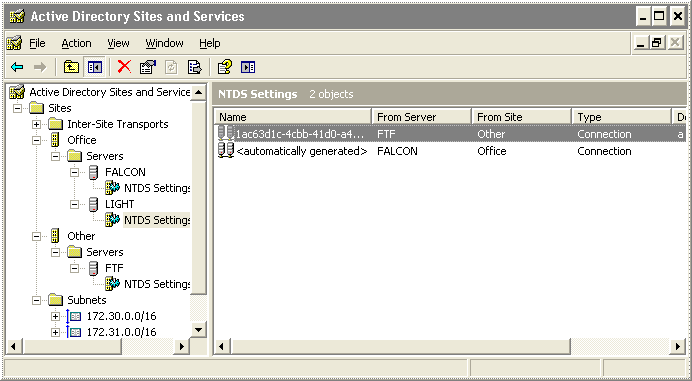 Active Directory Sites and Services
File Action View Window Help
Active Directory Sites and Service
NTDS Settings 2 objects
Sites
Inter-Site Transports
Office
Servers
FALCON
NTDS Settings
LIGHT
NTDS Settings
Other
Servers
FTF
NTDS Settings
Subnets
172.30.0.0/16
172.31.0.0/16
Name From Server From Site Type De
1ac63d1c-4cbb-41d0-a4... FTF Other Connection a
<automatically generated> FALCON Office Connection